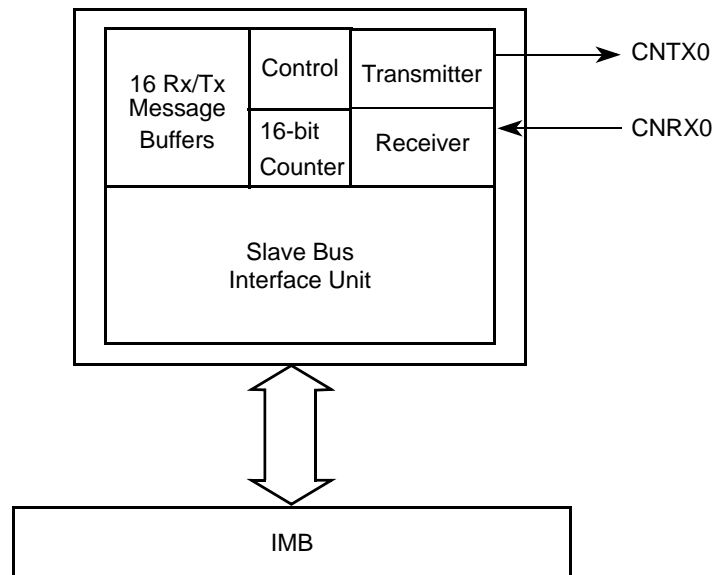 16 Rx/Tx
Message
Buffers
Control
16-bit
Counter
Transmitter
Receiver
CNTX0
CNRX0
Slave Bus
Interface Unit
IMB